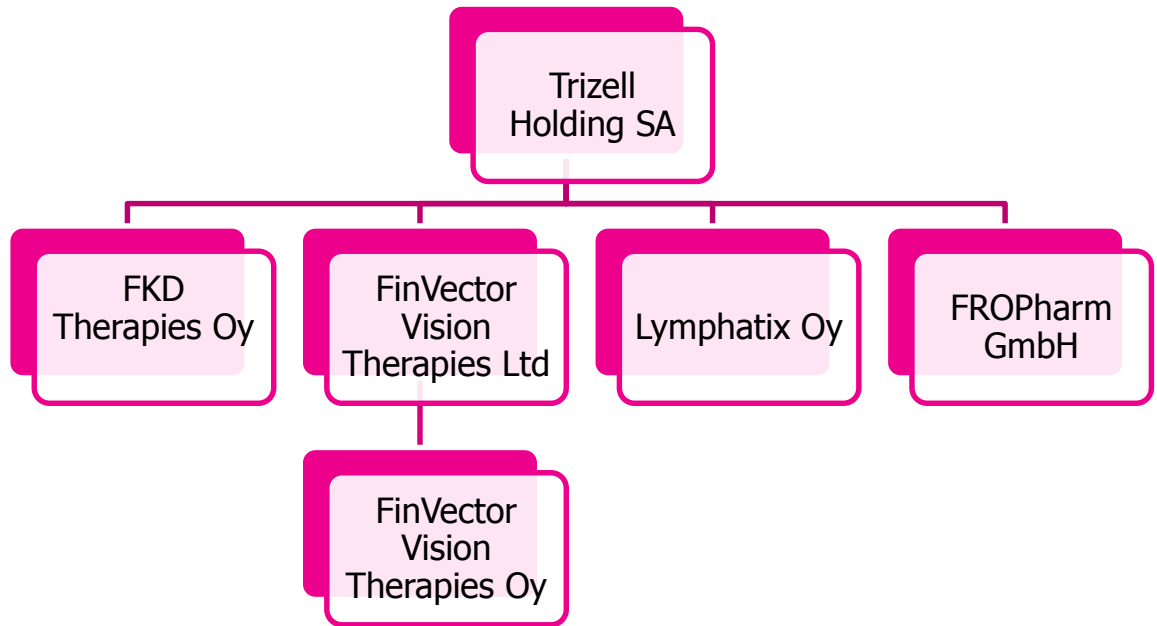 Trizell
Holding SA
FKD
Therapies Oy
FinVector
Vision
Therapies Ltd
Lymphatix Oy
FROPharm
GmbH
FinVector
Vision
Therapies Oy